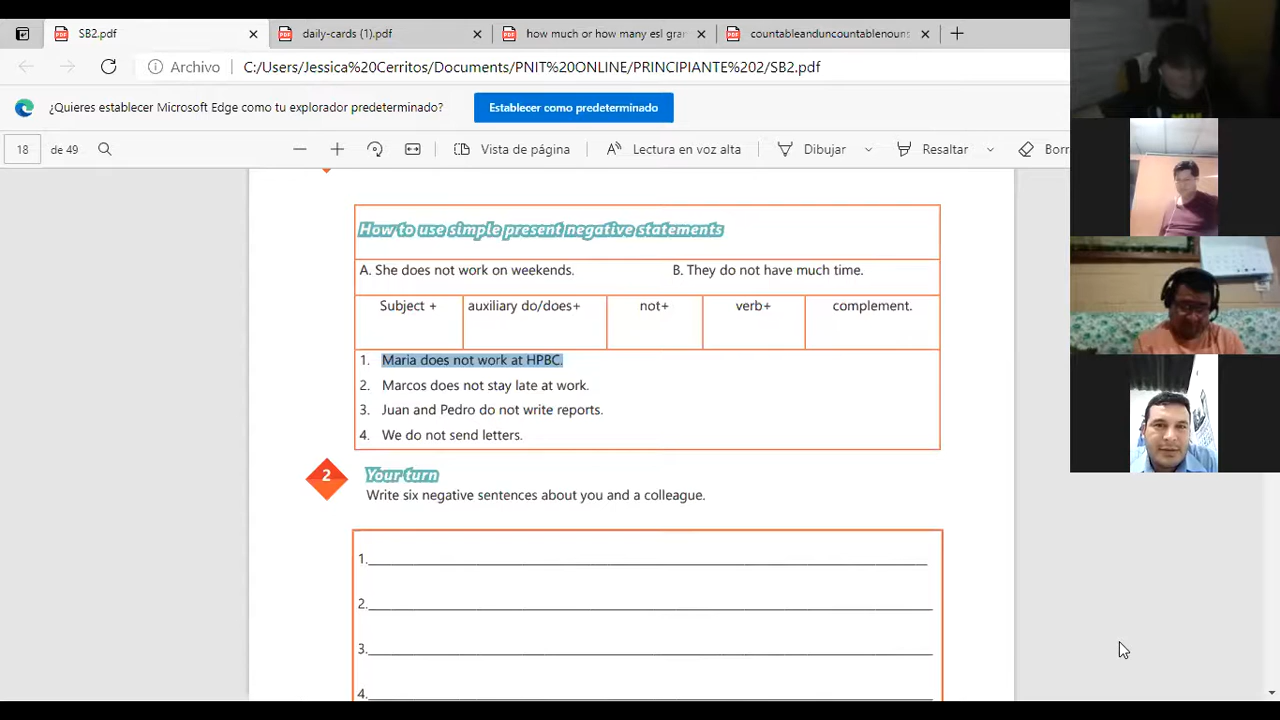 SB2.pdf
daily-cards (1).pdf
how much or how many esl gra
countableanduncountablenouns
Archivo
C:/Users/Jessica%20Cerritos/Documents/PNIT%20ONLINE/PRINCIPIANTE%202/SB2.pdf
¿Quieres establecer Microsoft Edge como tu explorador predeterminado?
Establecer como predeterminado
18 de 49
Vista de página
Lectura en voz alta
Dibujar
Resaltar
Borr
How to use simple present negative statements
A. She does not work on weekends. B. They do not have much time.
Subject + auxiliary do/does+ not+ verb+ complement.
1. Maria does not work at HPBC.
2. Marcos does not stay late at work.
3. Juan and Pedro do not write reports.
4. We do not send letters.
2 Your turn
Write six negative sentences about you and a colleague.
1.
2.
3.
4.